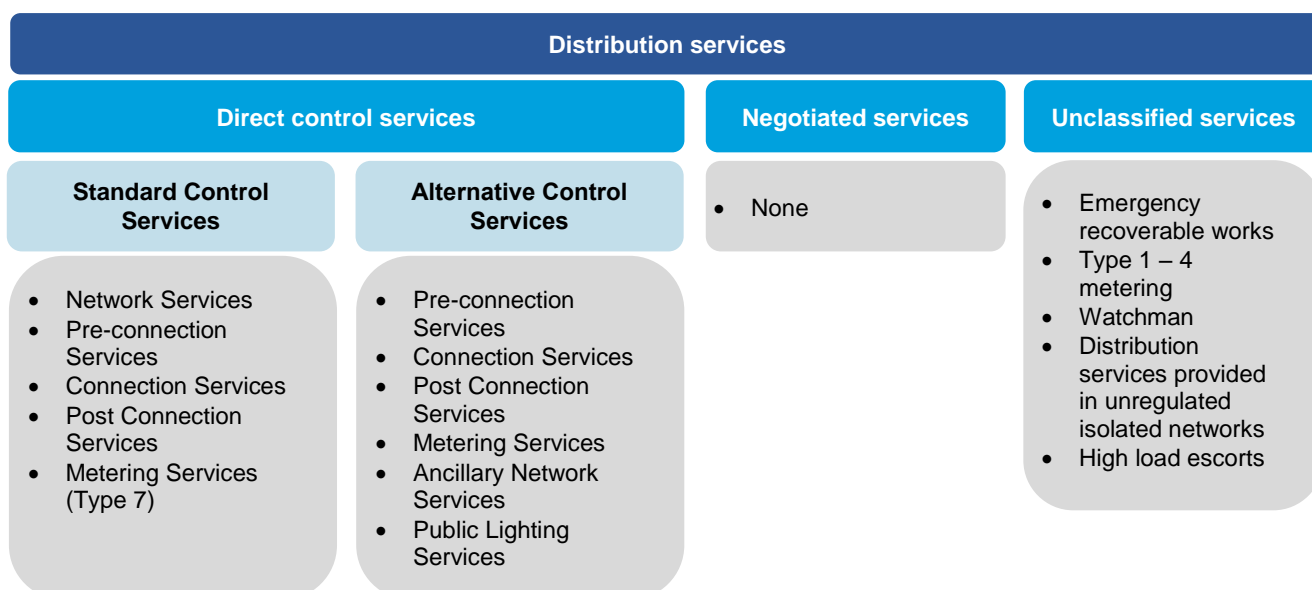 Distribution services
Direct control services
Negotiated services
Unclassified services
Standard Control
Services
Alternative Control
Services
• Network Services
• Pre-connection
Services
• Connection Services
• Post Connection
Services
• Metering Services
(Type 7)
• Pre-connection
Services
• Connection Services
• Post Connection
Services
• Metering Services
• Ancillary Network
Services
• Public Lighting
Services
• None
• Emergency
recoverable works
• Type 1 – 4
metering
• Watchman
• Distribution
services provided
in unregulated
isolated networks
• High load escorts